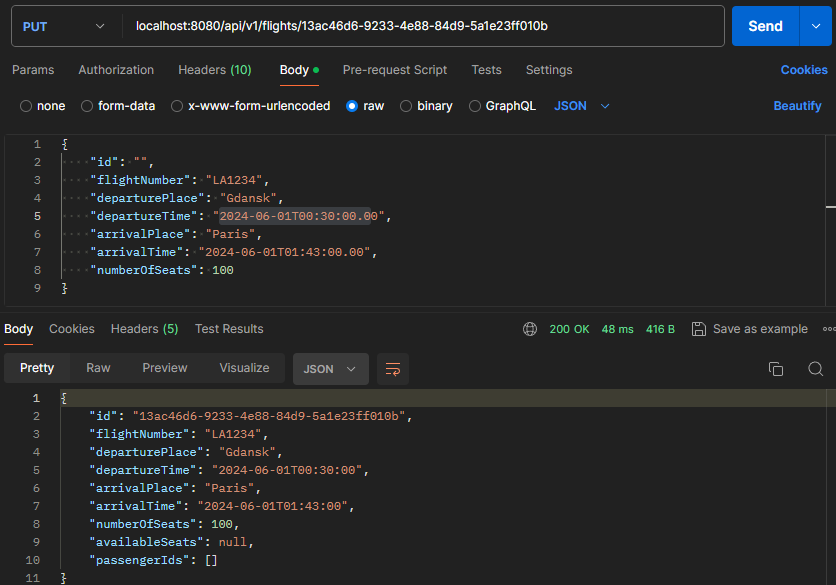 PUT localhost:8080/api/v1/flights/13ac46d6-9233-4e88-84d9-5a1e23ff010b Send
Params Authorization Headers (10) Body Pre-request Script Tests Settings Cookies
none form-data x-www-form-urlencoded raw binary GraphQL JSON Beautify
1 {
2 "id": "",
3 "flightNumber": "LA1234",
4 "departurePlace": "Gdansk",
5 "departureTime": "2024-06-01T00:30:00.00",
6 "arrivalPlace": "Paris",
7 "arrivalTime": "2024-06-01T01:43:00.00",
8 "numberOfSeats": 100
9 }
Body Cookies Headers (5) Test Results 200 OK 48 ms 416 B Save as example
Pretty Raw Preview Visualize JSON
1 {
2 "id": "13ac46d6-9233-4e88-84d9-5a1e23ff010b",
3 "flightNumber": "LA1234",
4 "departurePlace": "Gdansk",
5 "departureTime": "2024-06-01T00:30:00",
6 "arrivalPlace": "Paris",
7 "arrivalTime": "2024-06-01T01:43:00",
8 "numberOfSeats": 100,
9 "availableSeats": null,
10 "passengerIds": []
11 }